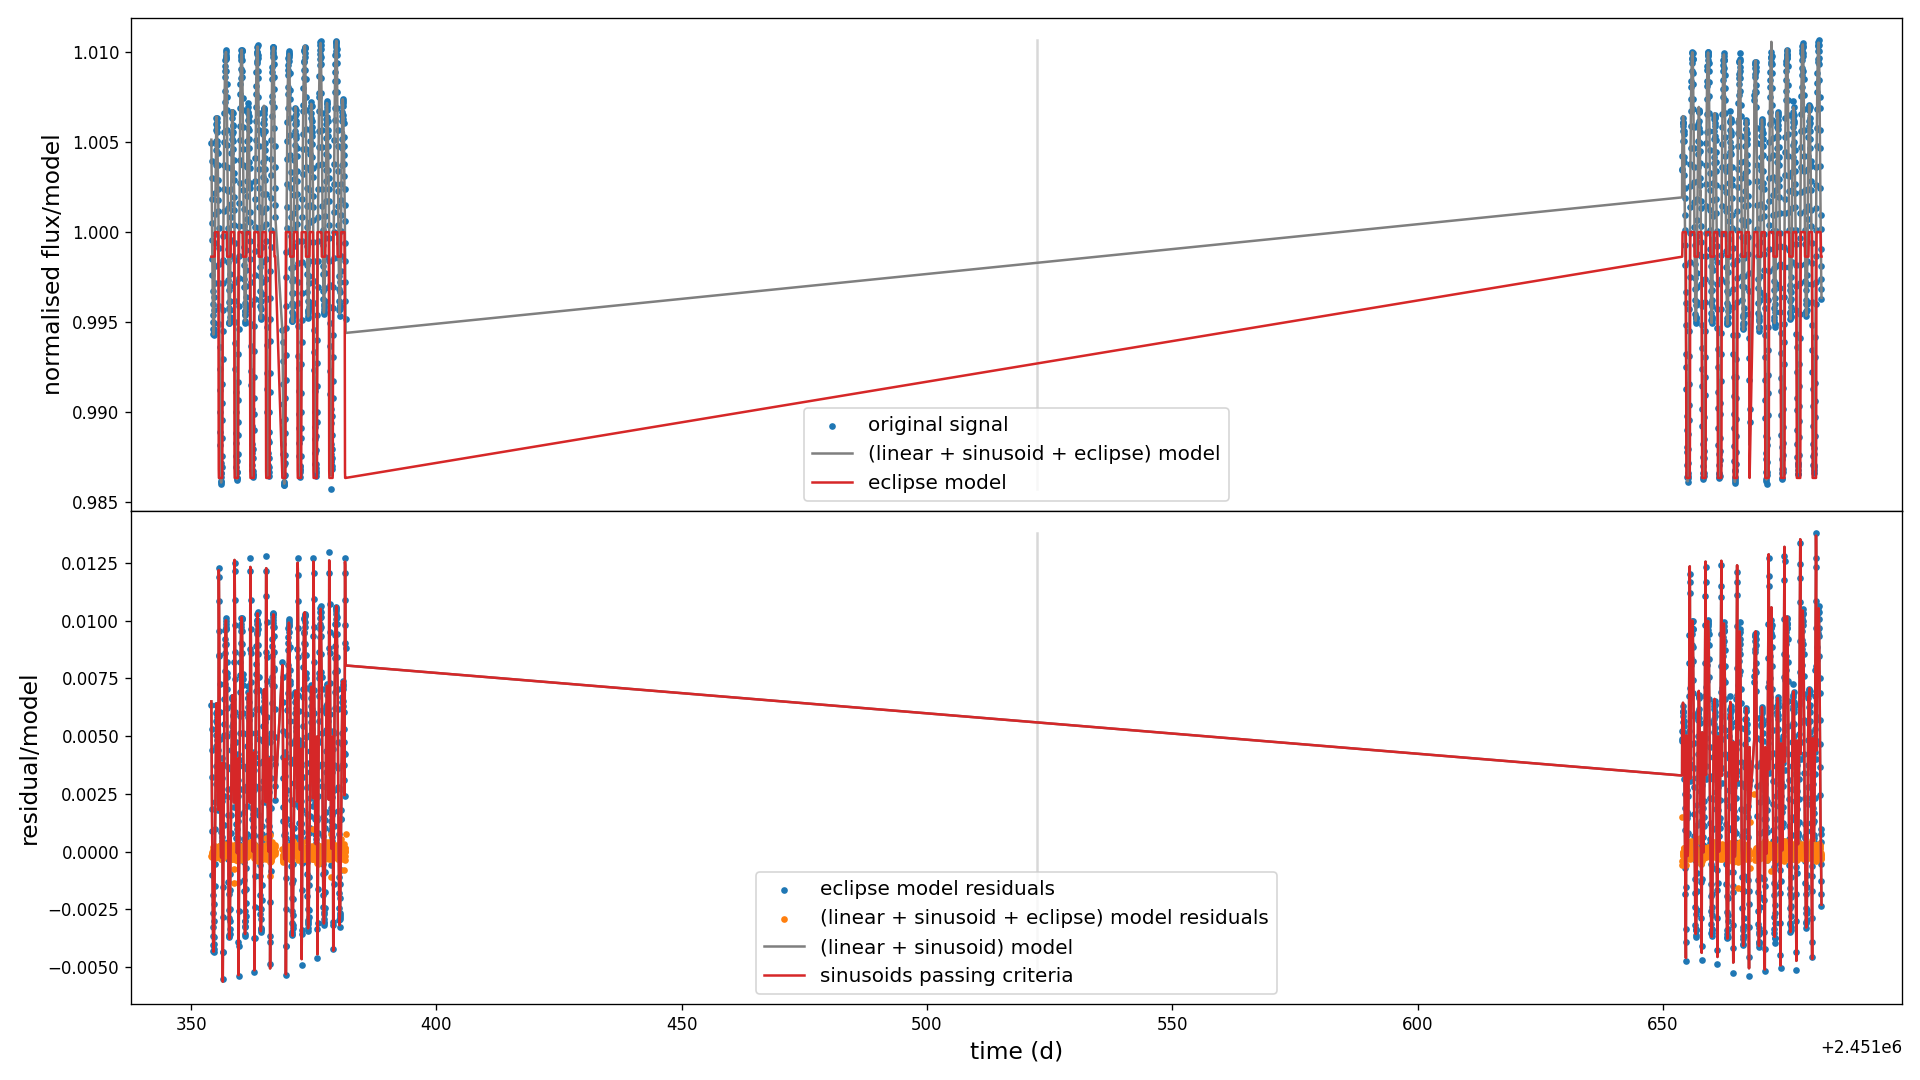 1.010
1.005
1.000
0.995
0.990
0.985
normalised flux/model
original signal
(linear + sinusoid + eclipse) model
eclipse model
0.0125
0.0100
0.0075
0.0050
0.0025
0.0000
−0.0025
−0.0050
residual/model
eclipse model residuals
(linear + sinusoid + eclipse) model residuals
(linear + sinusoid) model
sinusoids passing criteria
350 400 450 500 550 600 650
time (d)
+2.451e6